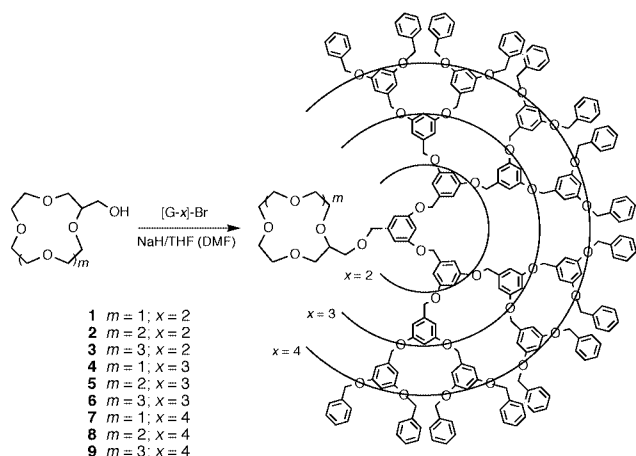 OH
[G-x]-Br
NaH/THF (DMF)
x = 2
x = 3
x = 4
1 m = 1; x = 2
2 m = 2; x = 2
3 m = 3; x = 2
4 m = 1; x = 3
5 m = 2; x = 3
6 m = 3; x = 3
7 m = 1; x = 4
8 m = 2; x = 4
9 m = 3; x = 4